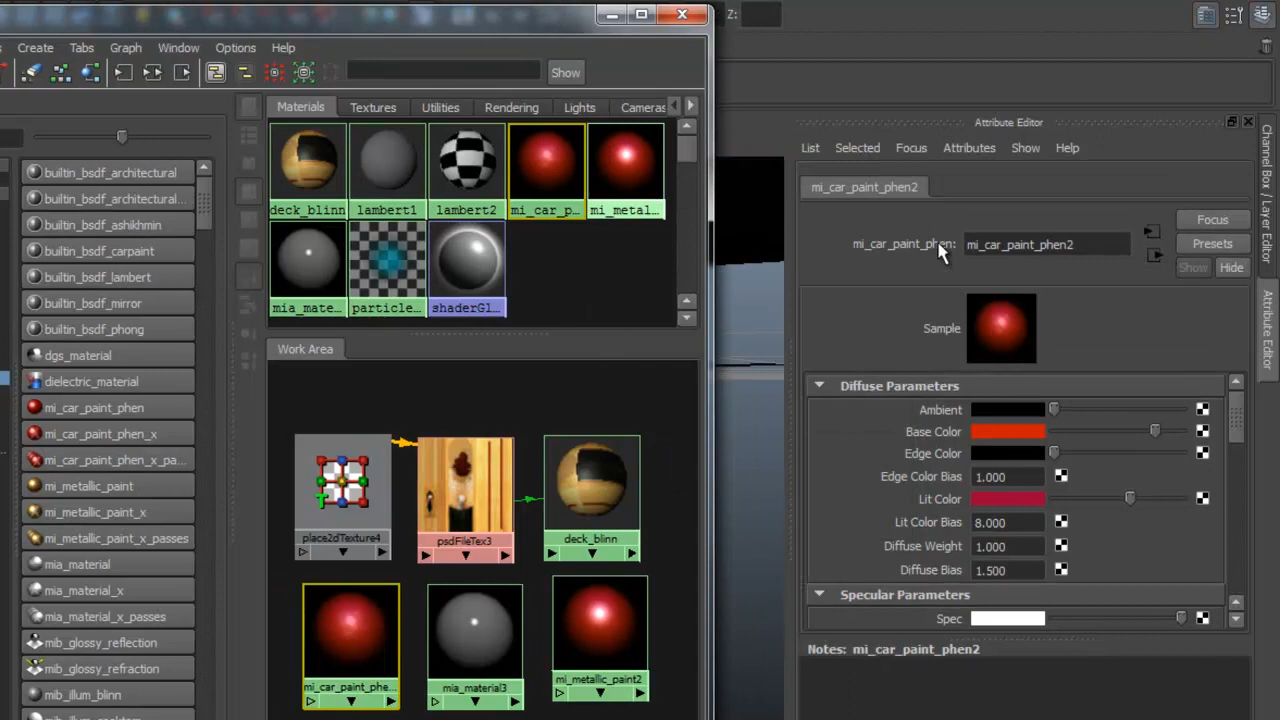 Z:
Create Tabs Graph Window Options Help
Show
Materials Textures Utilities Rendering Lights Cameras
deck_blinn lambert1 lambert2 mi_car_p... mi_metal...
mia_mate... particle... shaderGl...
builtin_bsdf_architectural
builtin_bsdf_architectural...
builtin_bsdf_ashikhmin
builtin_bsdf_carpaint
builtin_bsdf_lambert
builtin_bsdf_mirror
builtin_bsdf_phong
dgs_material
dielectric_material
mi_car_paint_phen
mi_car_paint_phen_x
mi_car_paint_phen_x_pa...
mi_metallic_paint
mi_metallic_paint_x
mi_metallic_paint_x_passes
mia_material
mia_material_x
mia_material_x_passes
mib_glossy_reflection
mib_glossy_refraction
mib_illum_blinn
Work Area
place2dTexture4 psdFileTex3 deck_blinn
mi_car_paint_phe... mia_material3 mi_metallic_paint2
Attribute Editor
List Selected Focus Attributes Show Help
mi_car_paint_phen2
mi_car_paint_phen: mi_car_paint_phen2
Focus
Presets
Show Hide
Sample
Diffuse Parameters
Ambient
Base Color
Edge Color
Edge Color Bias 1.000
Lit Color
Lit Color Bias 8.000
Diffuse Weight 1.000
Diffuse Bias 1.500
Specular Parameters
Spec
Notes: mi_car_paint_phen2
Channel Box / Layer Editor
Attribute Editor